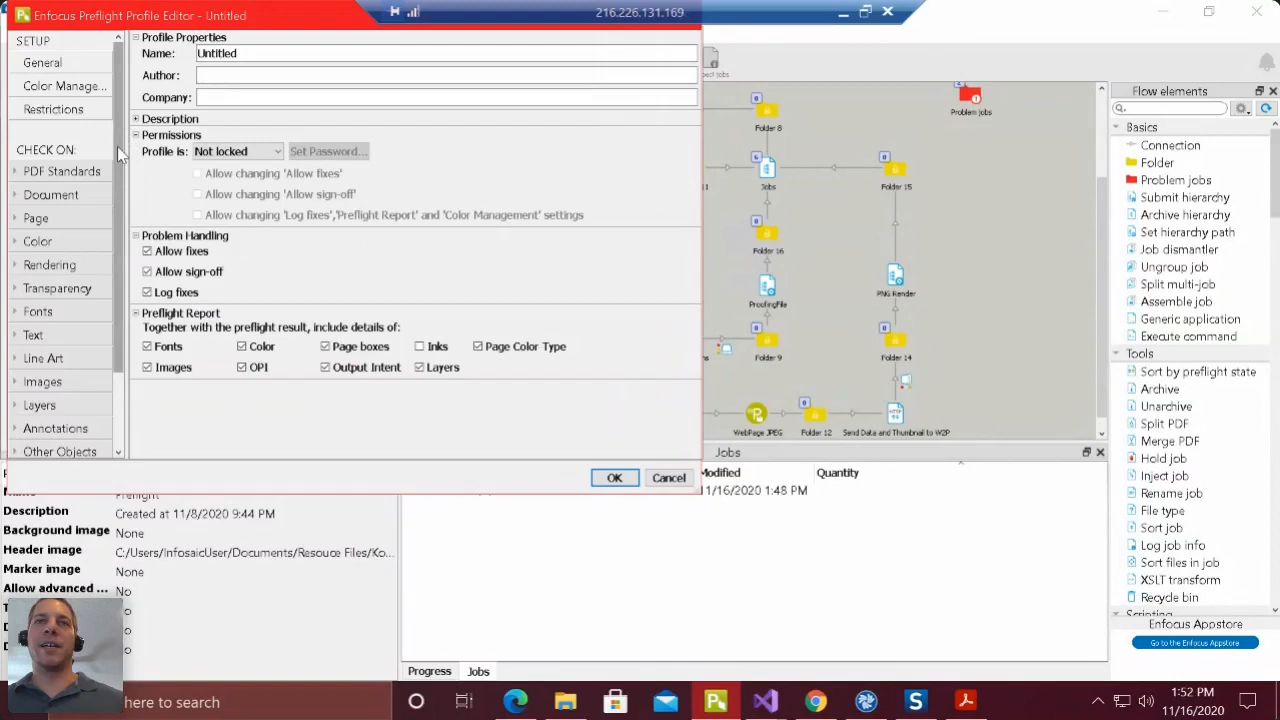 Enfocus Preflight Profile Editor - Untitled
216.226.131.169
SETUP
General
Color Manage...
Restrictions
CHECK ON:
PDF Standards
Document
Page
Color
Rendering
Transparency
Fonts
Text
Line Art
Images
Layers
Annotations
Other Objects
Profile Properties
Name: Untitled
Author:
Company:
Description
Permissions
Profile is: Not locked Set Password...
Allow changing 'Allow fixes'
Allow changing 'Allow sign-off'
Allow changing 'Log fixes','Preflight Report' and 'Color Management' settings
Problem Handling
Allow fixes
Allow sign-off
Log fixes
Preflight Report
Together with the preflight result, include details of:
Fonts Color Page boxes Inks Page Color Type
Images OPI Output Intent Layers
OK Cancel
0
Folder 8
6
Jobs
0
Folder 15
0
Folder 16
ProofingFile
PNG Render
0
Folder 9
0
Folder 14
WebPage JPEG
0
Folder 12
Send Data and Thumbnail to W2P
Problem jobs
Flow elements
Basics
Connection
Folder
Problem jobs
Submit hierarchy
Archive hierarchy
Set hierarchy path
Job dismantler
Ungroup job
Split multi-job
Assemble job
Generic application
Execute command
Tools
Sort by preflight state
Archive
Unarchive
Split PDF
Merge PDF
Hold job
Inject job
Rename job
File type
Sort job
Log job info
Sort files in job
XSLT transform
Recycle bin
Scripting
Enfocus Appstore
Go to the Enfocus Appstore
Jobs
Modified Quantity
11/16/2020 1:48 PM
Progress Jobs
Preflight
Description Created at 11/8/2020 9:44 PM
Background image None
Header image C:/Users/InfosaicUser/Documents/Resouce Files/Ko...
Marker image None
Allow advanced ... No
here to search
1:52 PM
11/16/2020